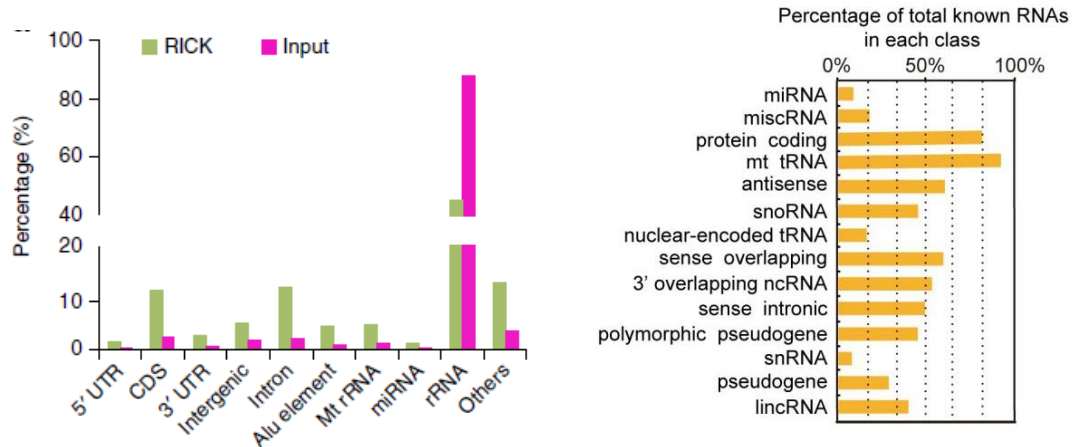 100
80
60
40
20
10
0
Percentage (%)
RICK
Input
5′ UTR
CDS
3′ UTR
Intergenic
Intron
Alu element
Mt rRNA
miRNA
rRNA
Others
Percentage of total known RNAs
in each class
0% 50% 100%
miRNA
miscRNA
protein coding
mt tRNA
antisense
snoRNA
nuclear-encoded tRNA
sense overlapping
3′ overlapping ncRNA
sense intronic
polymorphic pseudogene
snRNA
pseudogene
lincRNA